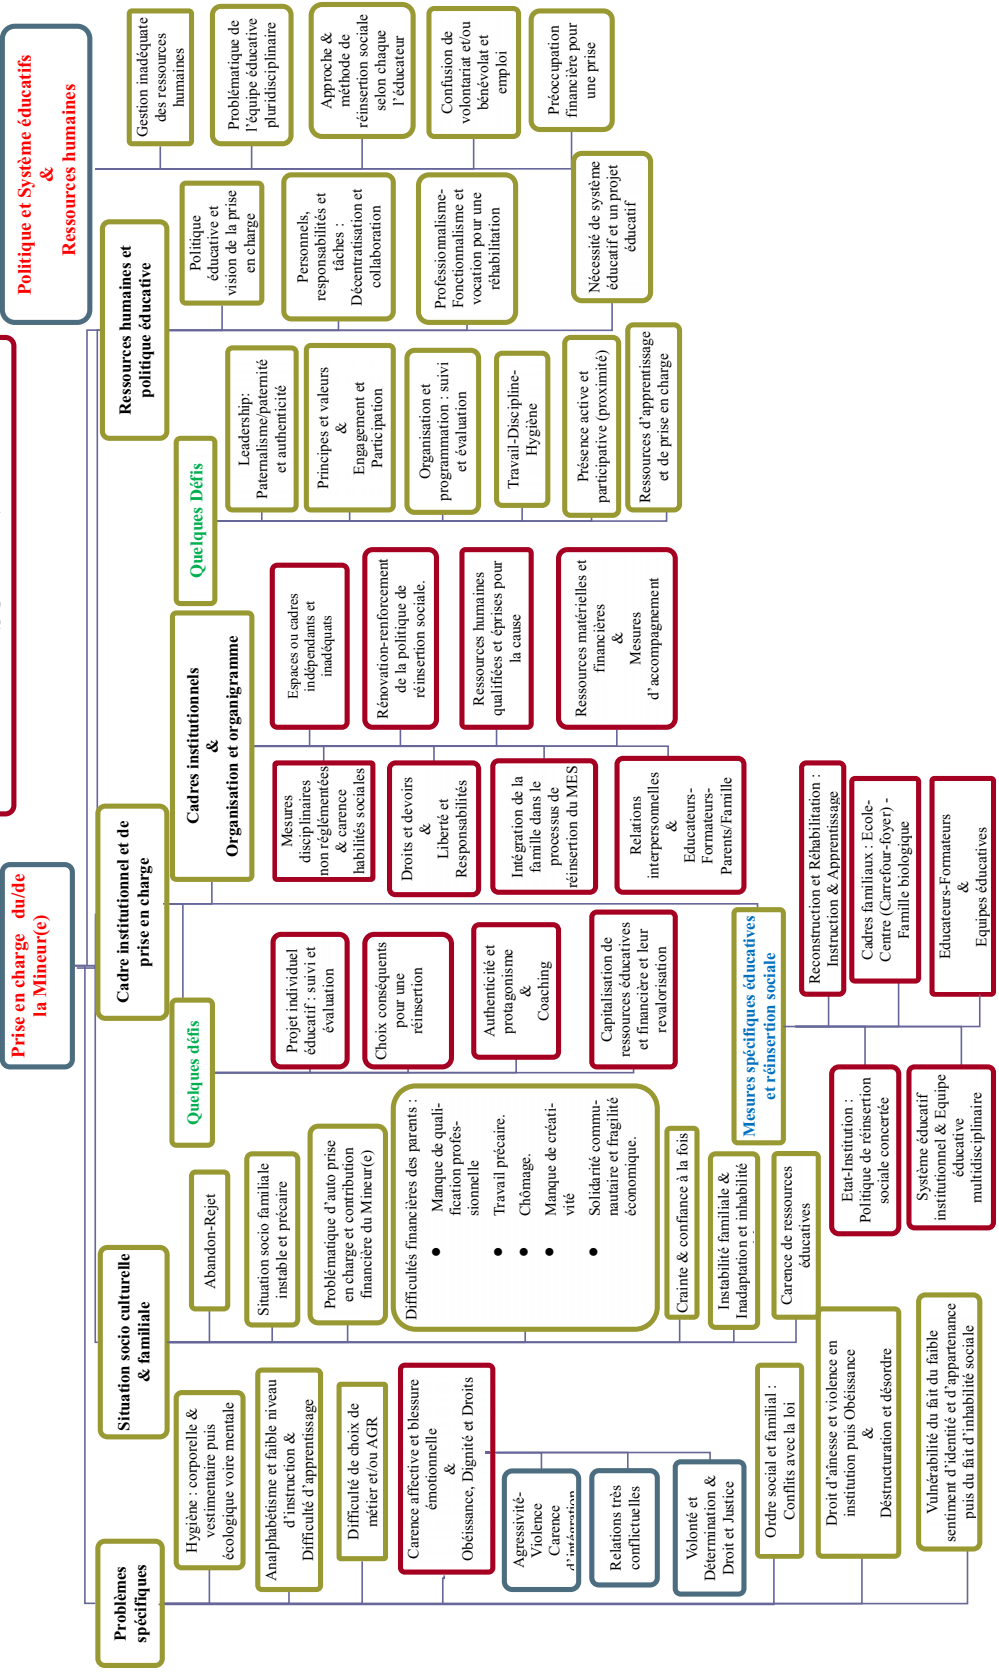 Prise en charge du/de
la Mineur(e)
Politique et Système éducatifs
&
Ressources humaines
Problèmes
spécifiques
Hygiène : corporelle &
vestimentaire puis
écologique voire mentale
Analphabétisme et faible niveau
d'instruction &
Difficulté d'apprentissage
Difficulté de choix de
métier et/ou AGR
Carence affective et blessure
émotionnelle
&
Obéissance, Dignité et Droits
Agressivité-
Violence
Carence
d'intégration
Relations très
conflictuelles
Volonté et
Détermination &
Droit et Justice
Ordre social et familial :
Conflits avec la loi
Droit d'aînesse et violence en
institution puis Obéissance
&
Déstructuration et désordre
Vulnérabilité du fait du faible
sentiment d'identité et d'appartenance
puis du fait d'inhabilité sociale
Situation socio culturelle
& familiale
Abandon-Rejet
Situation socio familiale
instable et précaire
Problématique d'auto prise
en charge et contribution
financière du Mineur(e)
Difficultés financières des parents :
• Manque de quali-
fication profes-
sionnelle
• Travail précaire.
• Chômage.
• Manque de créati-
vité
• Solidarité commu-
nautaire et fragilité
économique.
Crainte & confiance à la fois
Instabilité familiale &
Inadaptation et inhabilité
Carence de ressources
éducatives
Cadre institutionnel et de
prise en charge
Quelques défis
Projet individuel
éducatif : suivi et
évaluation
Choix conséquents
pour une
réinsertion
Authenticité et
protagonisme
&
Coaching
Capitalisation de
ressources éducatives
et financière et leur
revalorisation
Cadres institutionnels
&
Organisation et organigramme
Mesures
disciplinaires
non réglémentées
& carence
habilités sociales
Droits et devoirs
&
Liberté et
Responsabilités
Intégration de la
famille dans le
processus de
réinsertion du MES
Relations
interpersonnelles
&
Educateurs-
Formateurs-
Parents/Famille
Espaces ou cadres
indépendants et
inadéquats
Rénovation-renforcement
de la politique de
réinsertion sociale.
Ressources humaines
qualifiées et éprises pour
la cause
Ressources matérielles et
financières
&
Mesures
d'accompagnement
Mesures spécifiques éducatives
et réinsertion sociale
Etat-Institution :
Politique de réinsertion
sociale concertée
Système éducatif
institutionnel & Equipe
éducative
multidisciplinaire
Reconstruction et Réhabilitation :
Instruction & Apprentissage
Cadres familiaux : Ecole-
Centre (Carrefour-foyer) -
Famille biologique
Educateurs-Formateurs
&
Equipes éducatives
Ressources humaines et
politique éducative
Quelques Défis
Leadership:
Paternalisme/paternité
et authenticité
Principes et valeurs
&
Engagement et
Participation
Organisation et
programmation : suivi
et évaluation
Travail-Discipline-
Hygiène
Présence active et
participative (proximité)
Ressources d'apprentissage
et de prise en charge
Politique
éducative et
vision de la prise
en charge
Personnels,
responsabilités et
tâches :
Décentratisation et
collaboration
Professionnalisme-
Fonctionnalisme et
vocation pour une
réhabilitation
Nécessité de système
éducatif et un projet
éducatif
Gestion inadéquate
des ressources
humaines
Problématique de
l'équipe éducative
pluridisciplinaire
Approche &
méthode de
réinsertion sociale
selon chaque
l'éducateur
Confusion de
volontariat et/ou
bénévolat et
emploi
Préoccupation
financière pour
une prise